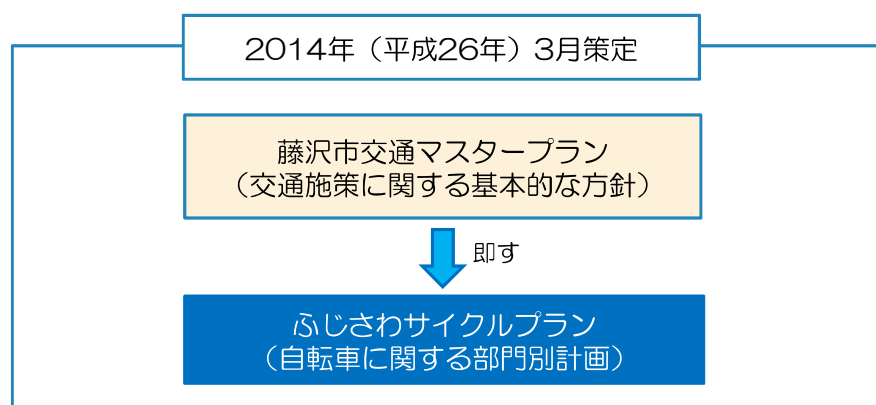 2014年（平成26年）3月策定
藤沢市交通マスタープラン
（交通施策に関する基本的な方針）
即す
ふじさわサイクルプラン
（自転車に関する部門別計画）